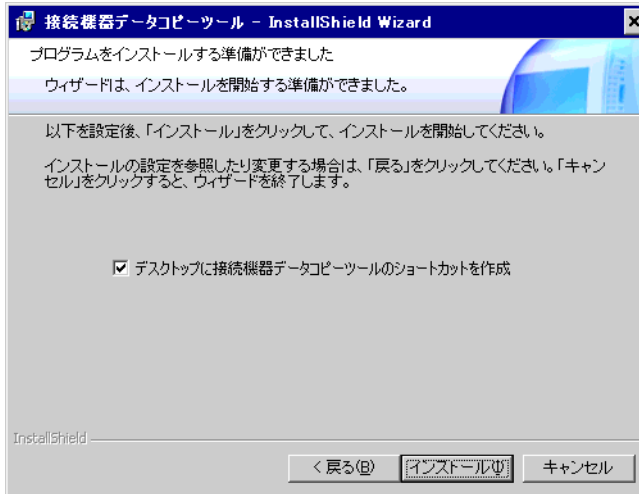 接続機器データコピーツール - InstallShield Wizard
プログラムをインストールする準備ができました
ウィザードは、インストールを開始する準備ができました。
以下を設定後、「インストール」をクリックして、インストールを開始してください。
インストールの設定を参照したり変更する場合は、「戻る」をクリックしてください。「キャン
セル」をクリックすると、ウィザードを終了します。
デスクトップに接続機器データコピーツールのショートカットを作成
InstallShield
< 戻る(B) インストール(I) キャンセル